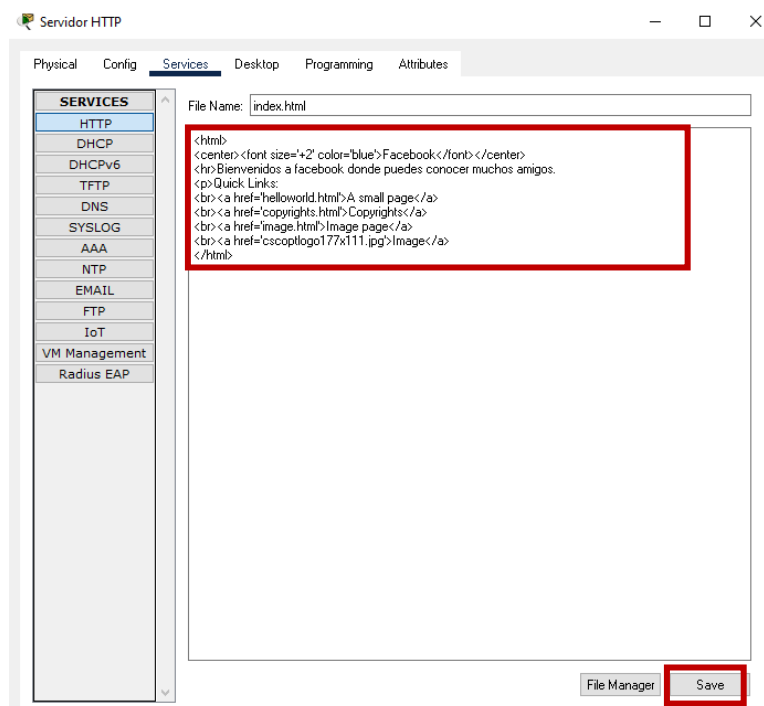 Servidor HTTP
Physical Config Services Desktop Programming Attributes
SERVICES
HTTP
DHCP
DHCPv6
TFTP
DNS
SYSLOG
AAA
NTP
EMAIL
FTP
IoT
VM Management
Radius EAP
File Name: index.html
<html>
<center><font size='+2' color='blue'>Facebook</font></center>
<hr>Bienvenidos a facebook donde puedes conocer muchos amigos.
<p>Quick Links:
<br><a href='helloworld.html'>A small page</a>
<br><a href='copyrights.html'>Copyrights</a>
<br><a href='image.html'>Image page</a>
<br><a href='cscoptlogo177x111.jpg'>Image</a>
</html>
File Manager Save